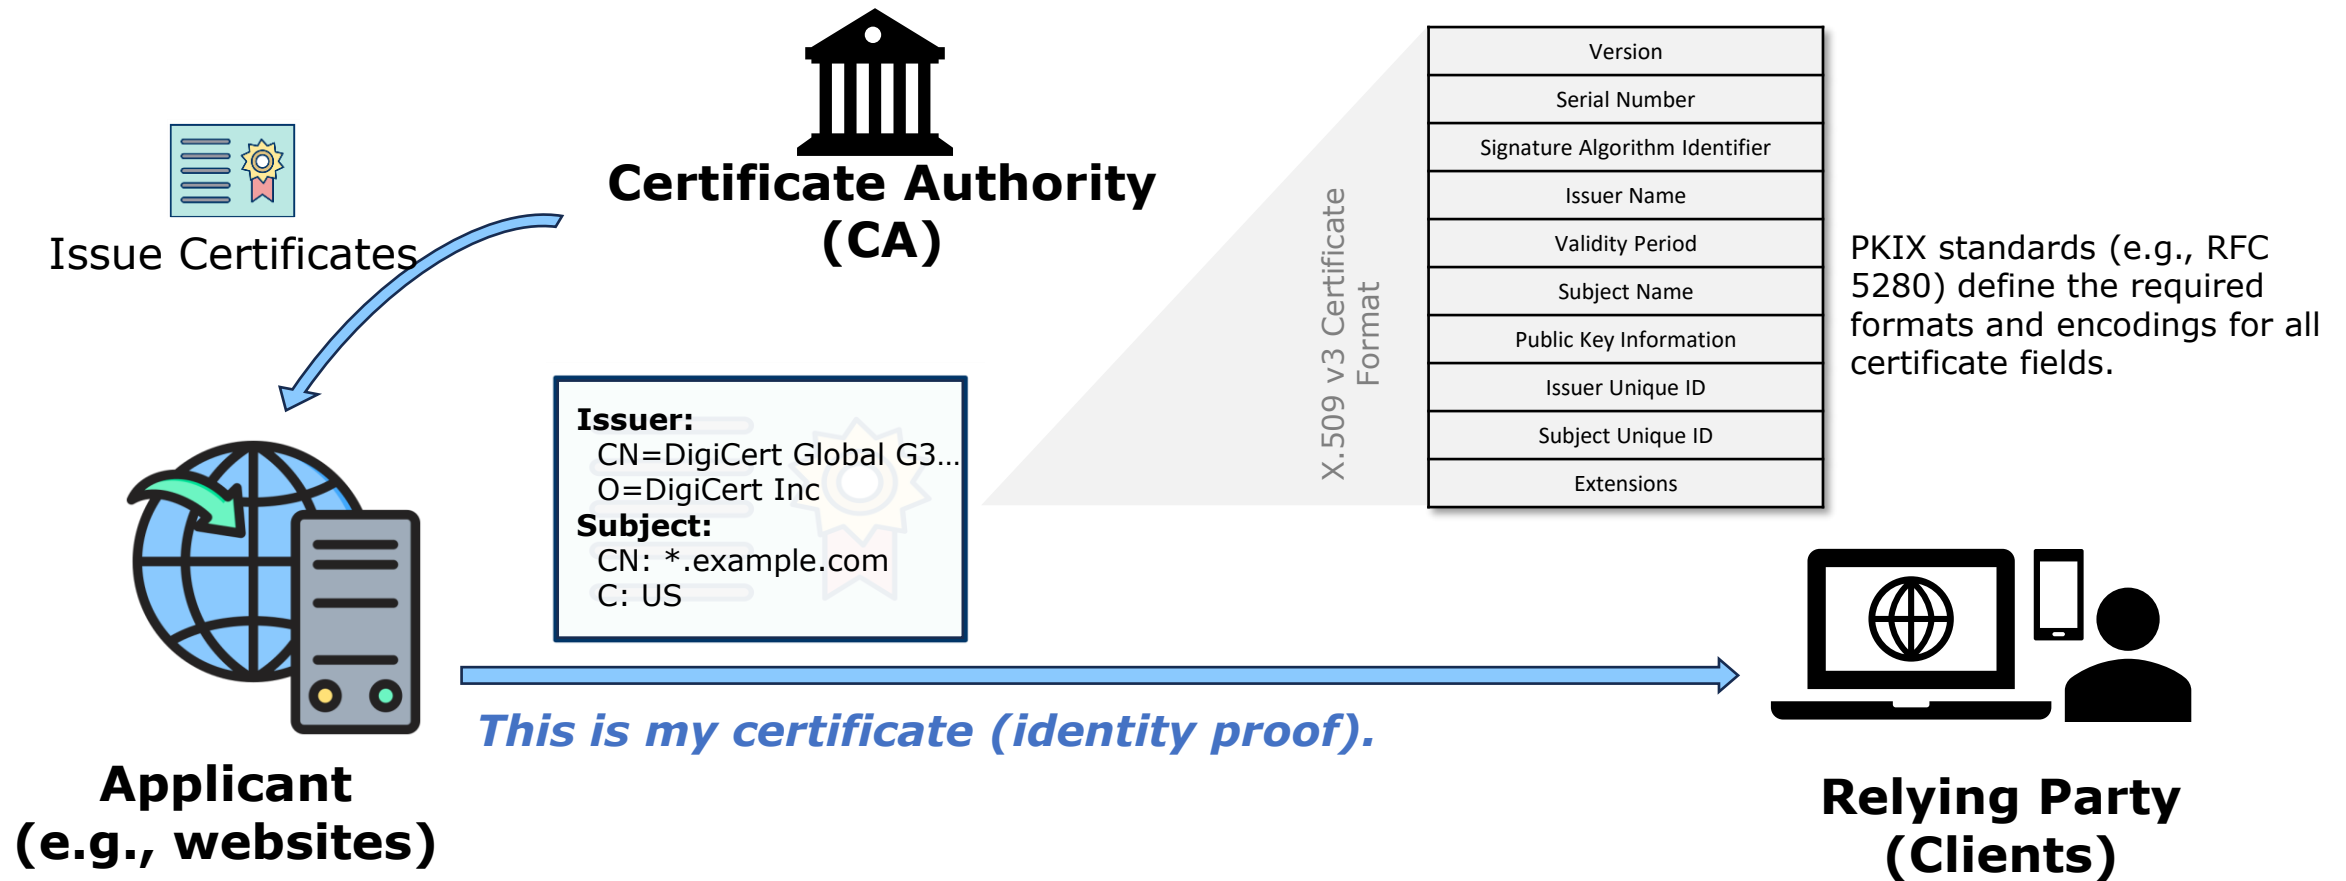 Certificate Authority
(CA)
Issue Certificates
Issuer:
CN=DigiCert Global G3...
O=DigiCert Inc
Subject:
CN: *.example.com
C: US
X.509 v3 Certificate
Format
Version
Serial Number
Signature Algorithm Identifier
Issuer Name
Validity Period
Subject Name
Public Key Information
Issuer Unique ID
Subject Unique ID
Extensions
PKIX standards (e.g., RFC
5280) define the required
formats and encodings for all
certificate fields.
This is my certificate (identity proof).
Applicant
(e.g., websites)
Relying Party
(Clients)